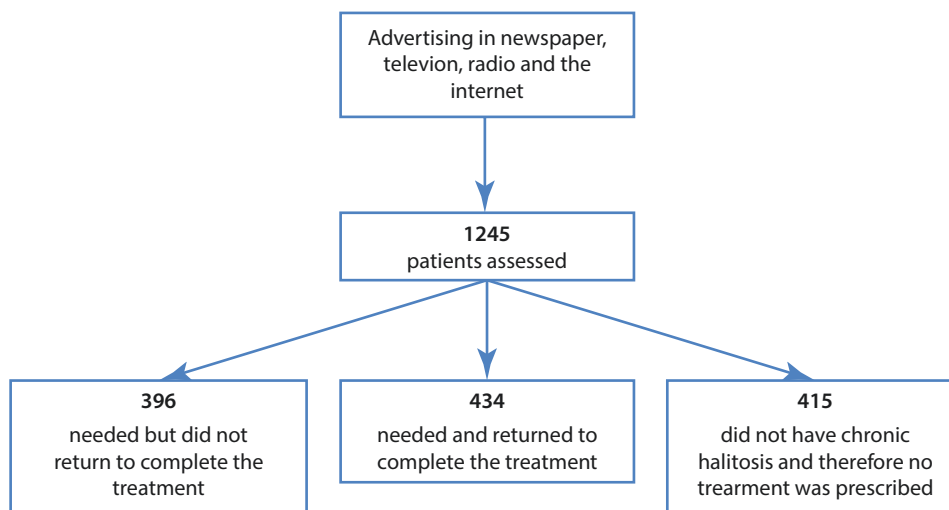 Advertising in newspaper,
televion, radio and the
internet
1245
patients assessed
396
needed but did not
return to complete the
treatment
434
needed and returned to
complete the treatment
415
did not have chronic
halitosis and therefore no
trearment was prescribed